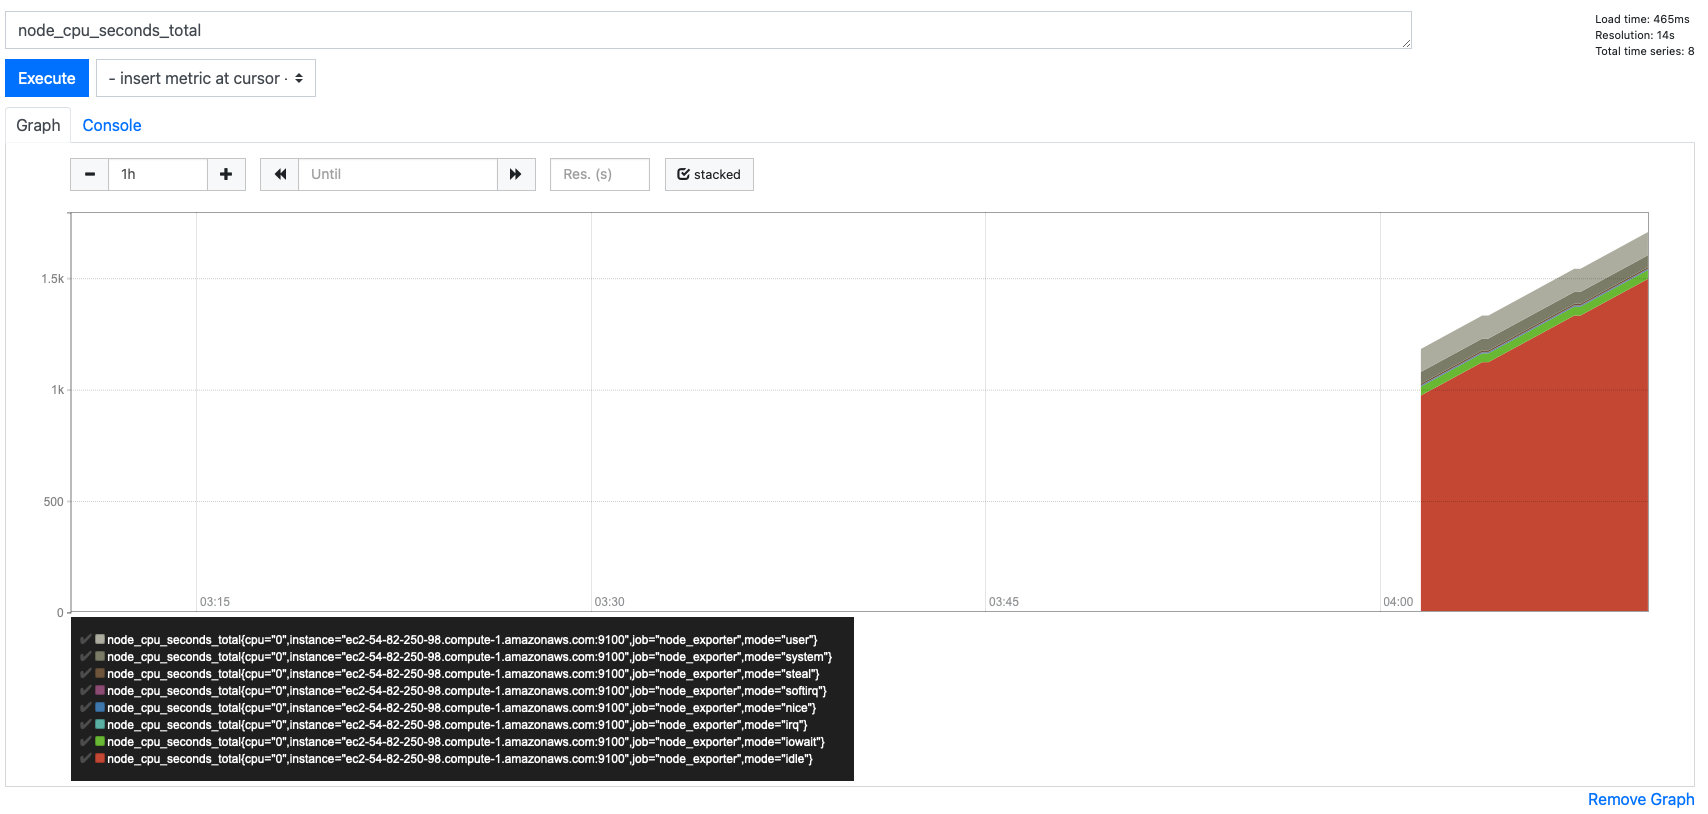 node_cpu_seconds_total
Load time: 465ms
Resolution: 14s
Total time series: 8
Execute
- insert metric at cursor -
Graph
Console
1h
Until
Res. (s)
stacked
1.5k
1k
500
0
03:15
03:30
03:45
04:00
node_cpu_seconds_total{cpu="0",instance="ec2-54-82-250-98.compute-1.amazonaws.com:9100",job="node_exporter",mode="user"}
node_cpu_seconds_total{cpu="0",instance="ec2-54-82-250-98.compute-1.amazonaws.com:9100",job="node_exporter",mode="system"}
node_cpu_seconds_total{cpu="0",instance="ec2-54-82-250-98.compute-1.amazonaws.com:9100",job="node_exporter",mode="steal"}
node_cpu_seconds_total{cpu="0",instance="ec2-54-82-250-98.compute-1.amazonaws.com:9100",job="node_exporter",mode="softirq"}
node_cpu_seconds_total{cpu="0",instance="ec2-54-82-250-98.compute-1.amazonaws.com:9100",job="node_exporter",mode="nice"}
node_cpu_seconds_total{cpu="0",instance="ec2-54-82-250-98.compute-1.amazonaws.com:9100",job="node_exporter",mode="irq"}
node_cpu_seconds_total{cpu="0",instance="ec2-54-82-250-98.compute-1.amazonaws.com:9100",job="node_exporter",mode="iowait"}
node_cpu_seconds_total{cpu="0",instance="ec2-54-82-250-98.compute-1.amazonaws.com:9100",job="node_exporter",mode="idle"}
Remove Graph